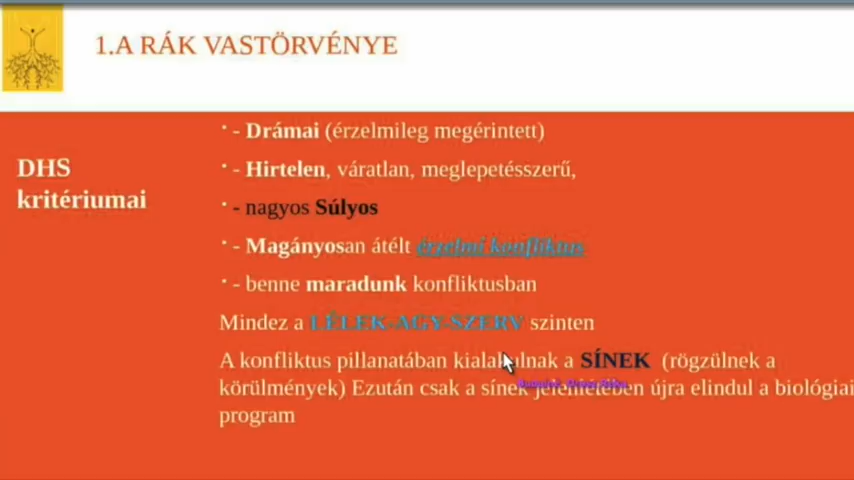 1.A RÁK VASTÖRVÉNYE
DHS
kritériumai
- Drámai (érzelmileg megérintett)
- Hirtelen, váratlan, meglepetésszerű,
- nagyos Súlyos
- Magányosan átélt érzelmi konfliktus
- benne maradunk konfliktusban
Mindez a LÉLEK-AGY-SZERV szinten
A konfliktus pillanatában kialakulnak a SÍNEK (rögzülnek a
körülmények) Ezután csak a sínek jelenlétében újra elindul a biológiai
program